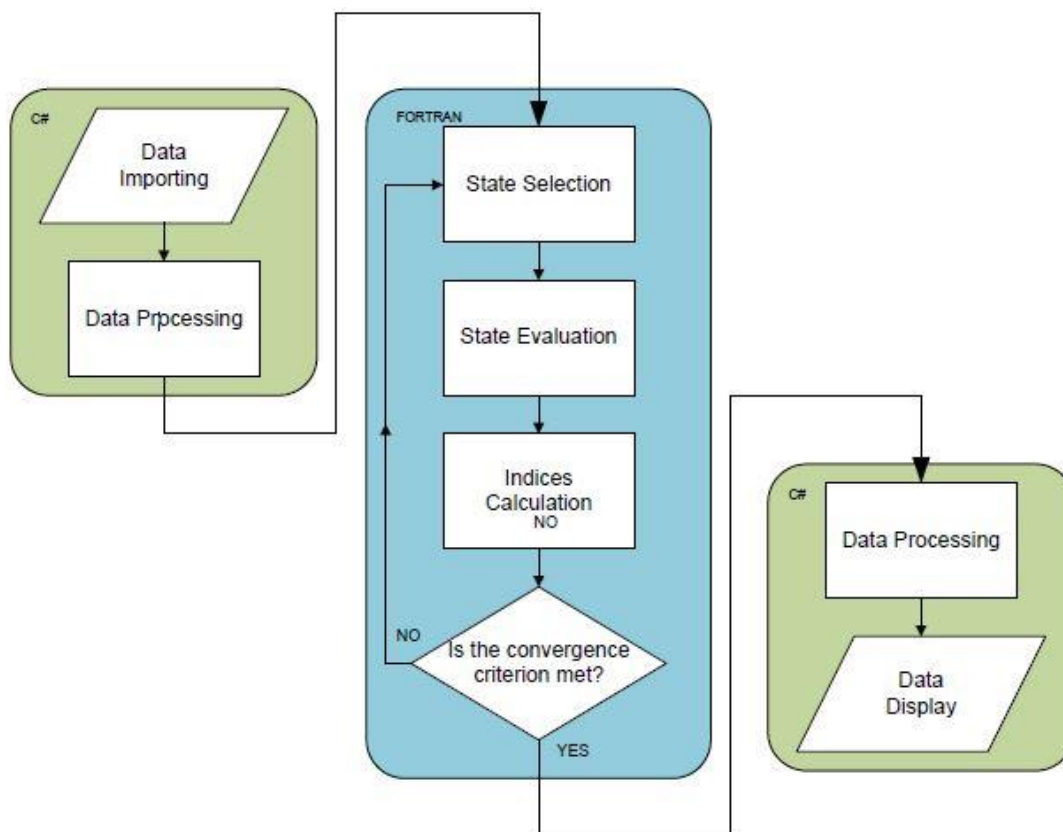 C#
Data
Importing
Data Prpcessing
FORTRAN
State Selection
State Evaluation
Indices
Calculation
NO
NO
Is the convergence
criterion met?
YES
C#
Data Processing
Data
Display